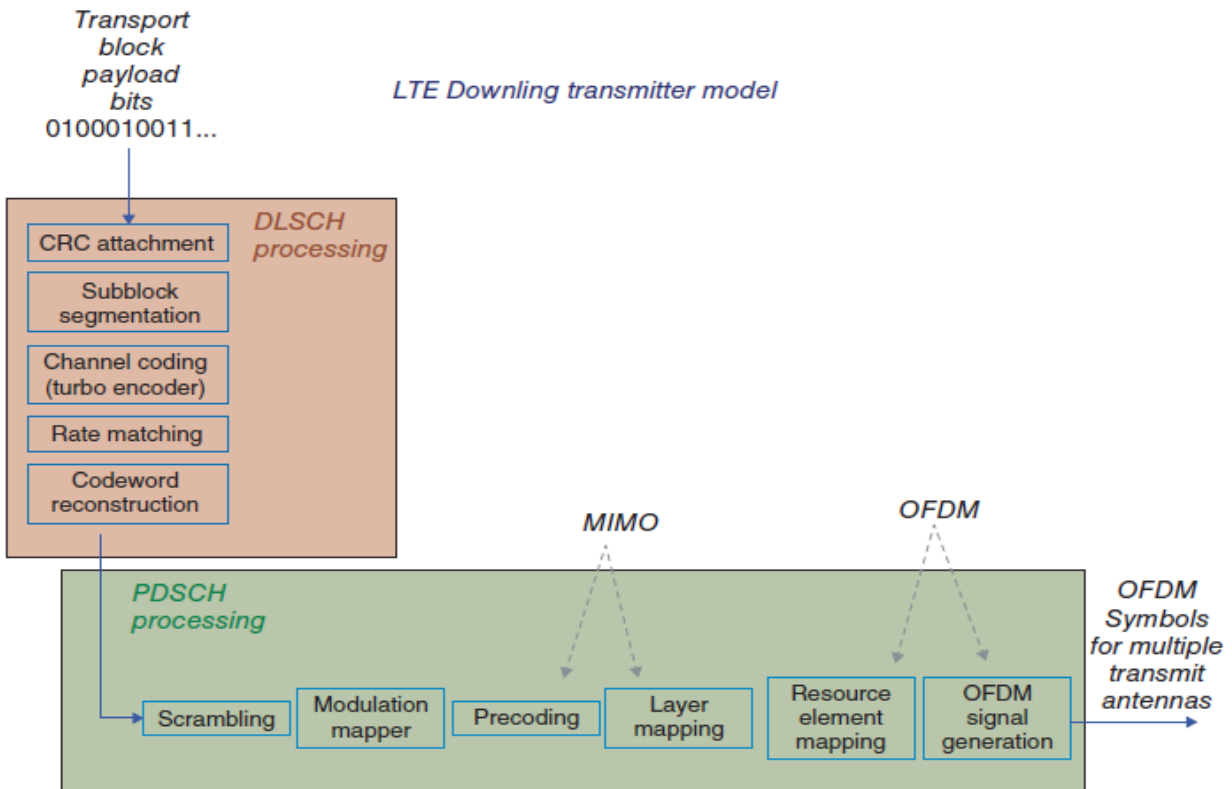 Transport
block
payload
bits
0100010011...
LTE Downling transmitter model
DLSCH
processing
CRC attachment
Subblock
segmentation
Channel coding
(turbo encoder)
Rate matching
Codeword
reconstruction
MIMO
OFDM
PDSCH
processing
Scrambling
Modulation
mapper
Precoding
Layer
mapping
Resource
element
mapping
OFDM
signal
generation
OFDM
Symbols
for multiple
transmit
antennas